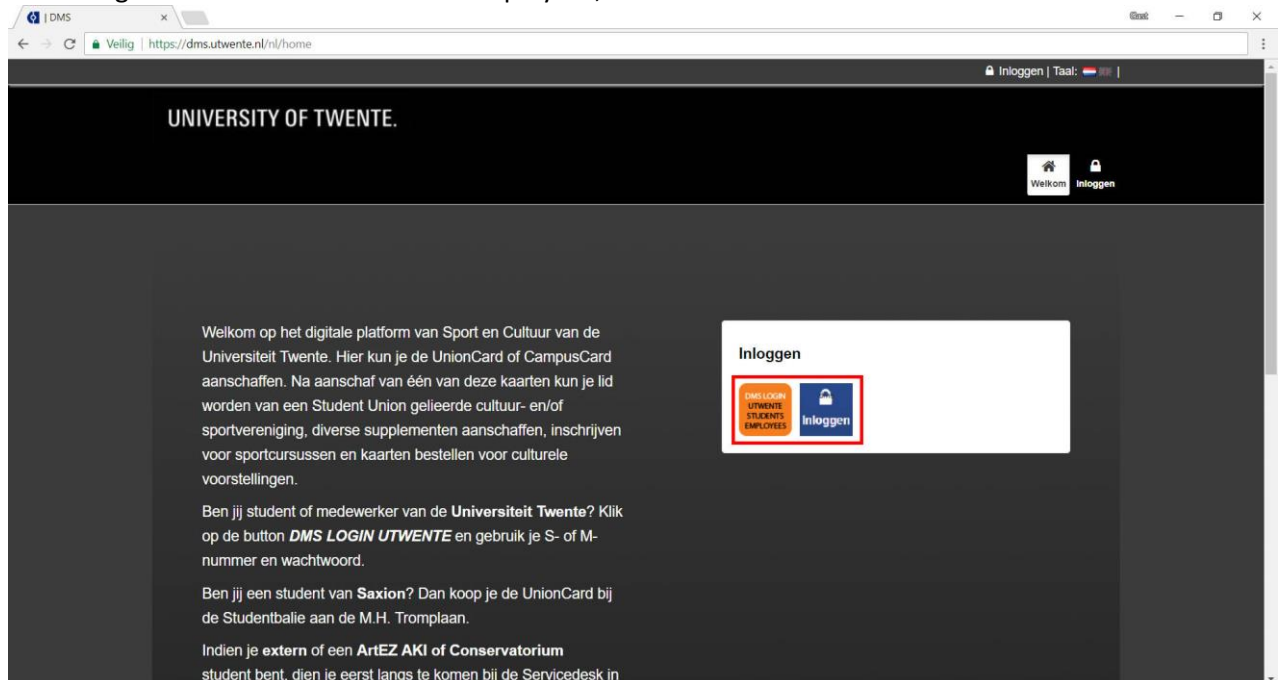 | DMS
Gast
Veilig | https://dms.utwente.nl/nl/home
Inloggen | Taal: |
UNIVERSITY OF TWENTE.
Welkom
Inloggen
Welkom op het digitale platform van Sport en Cultuur van de
Universiteit Twente. Hier kun je de UnionCard of CampusCard
aanschaffen. Na aanschaf van één van deze kaarten kun je lid
worden van een Student Union gelieerde cultuur- en/of
sportvereniging, diverse supplementen aanschaffen, inschrijven
voor sportcursussen en kaarten bestellen voor culturele
voorstellingen.
Ben jij student of medewerker van de Universiteit Twente? Klik
op de button DMS LOGIN UTWENTE en gebruik je S- of M-
nummer en wachtwoord.
Ben jij een student van Saxion? Dan koop je de UnionCard bij
de Studentbalie aan de M.H. Tromplaan.
Indien je extern of een ArtEZ AKI of Conservatorium
student bent, dien je eerst langs te komen bij de Servicedesk in
Inloggen
DMS LOGIN
UTWENTE
STUDENTS
EMPLOYEES
Inloggen